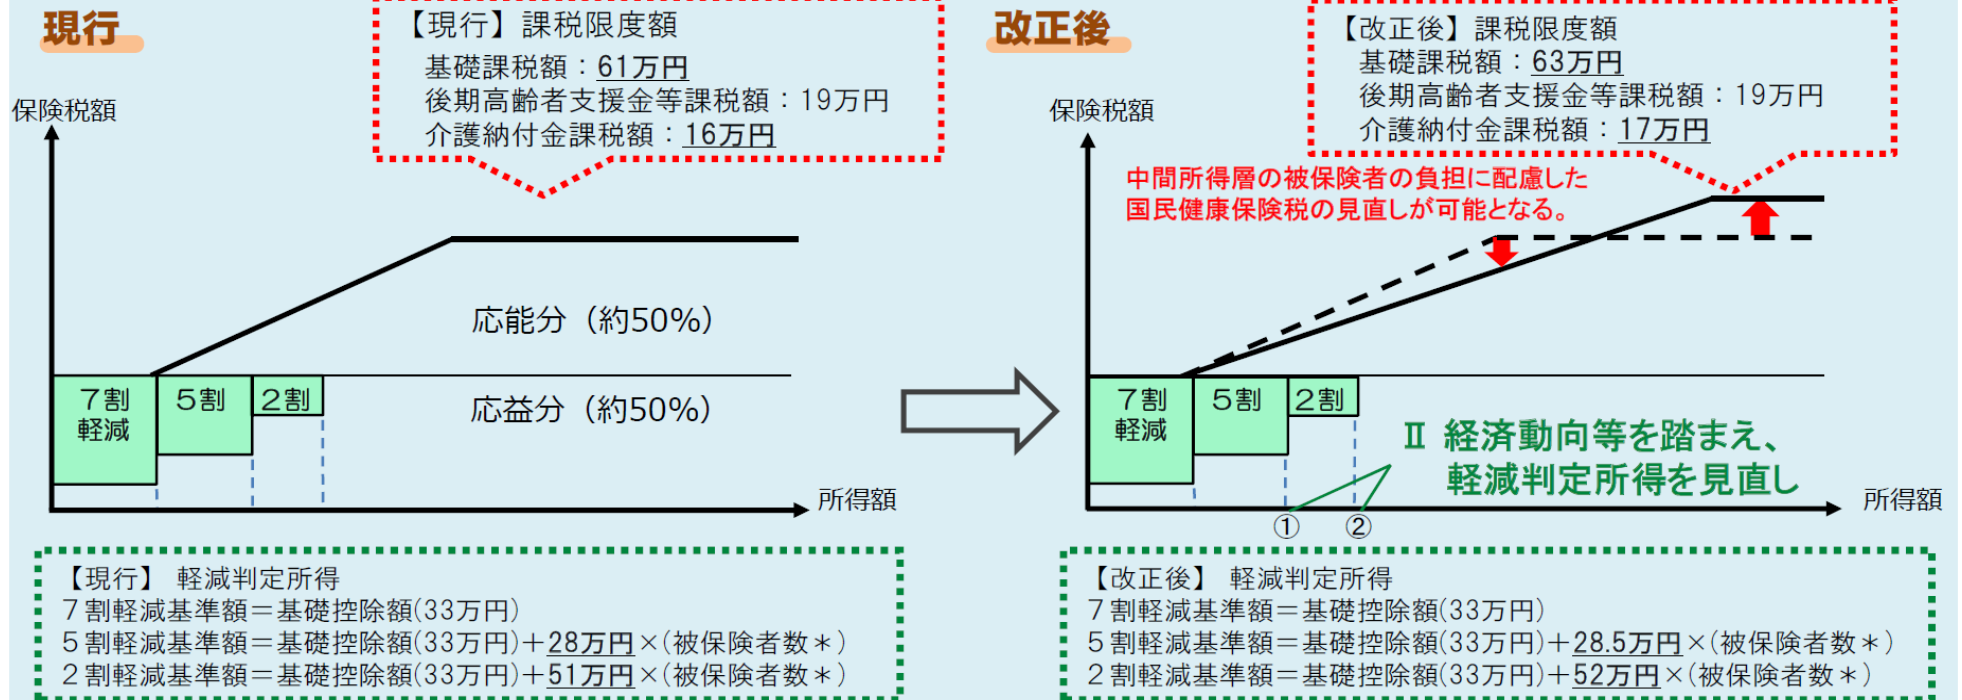 現行
【現行】課税限度額
基礎課税額：61万円
後期高齢者支援金等課税額：19万円
介護納付金課税額：16万円
保険税額
応能分（約50%）
7割
軽減
5割
2割
応益分（約50%）
所得額
【現行】 軽減判定所得
7割軽減基準額＝基礎控除額(33万円)
5割軽減基準額＝基礎控除額(33万円)＋28万円×(被保険者数＊)
2割軽減基準額＝基礎控除額(33万円)＋51万円×(被保険者数＊)
改正後
【改正後】課税限度額
基礎課税額：63万円
後期高齢者支援金等課税額：19万円
介護納付金課税額：17万円
保険税額
中間所得層の被保険者の負担に配慮した
国民健康保険税の見直しが可能となる。
7割
軽減
5割
2割
Ⅱ 経済動向等を踏まえ、
軽減判定所得を見直し
所得額
①
②
【改正後】 軽減判定所得
7割軽減基準額＝基礎控除額(33万円)
5割軽減基準額＝基礎控除額(33万円)＋28.5万円×(被保険者数＊)
2割軽減基準額＝基礎控除額(33万円)＋52万円×(被保険者数＊)